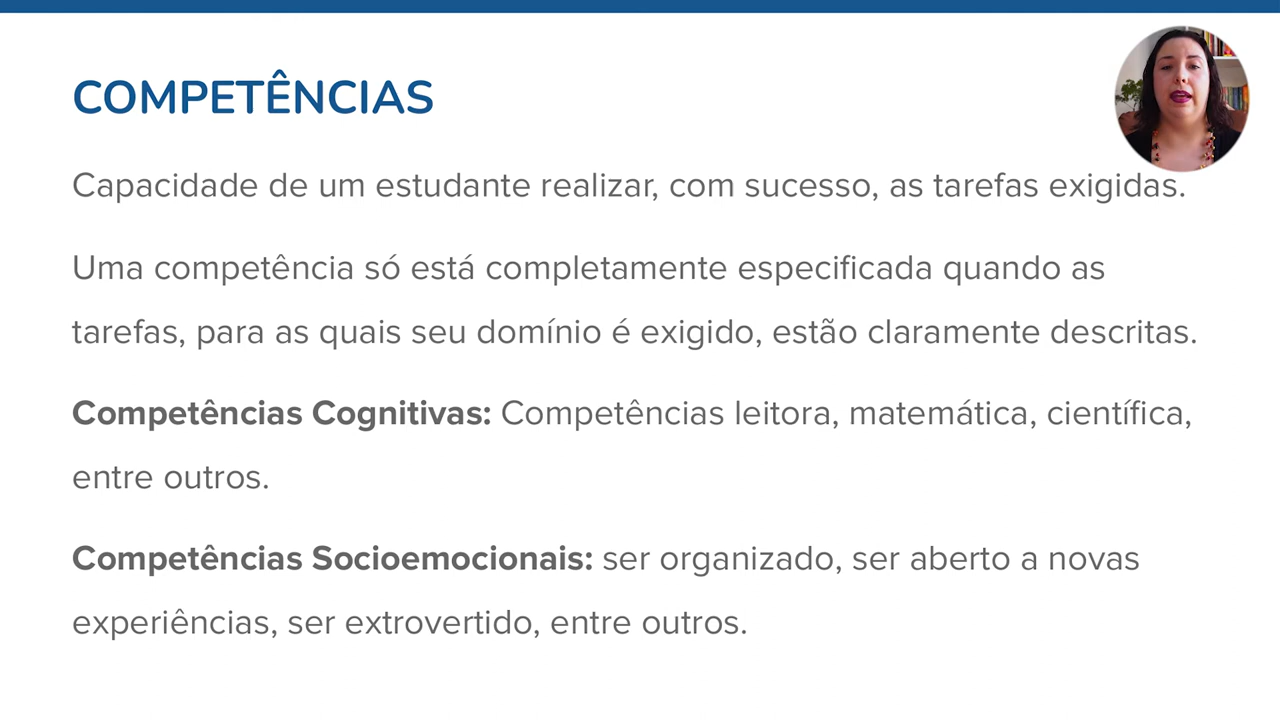 COMPETÊNCIAS
Capacidade de um estudante realizar, com sucesso, as tarefas exigidas.
Uma competência só está completamente especificada quando as
tarefas, para as quais seu domínio é exigido, estão claramente descritas.
Competências Cognitivas: Competências leitora, matemática, científica,
entre outros.
Competências Socioemocionais: ser organizado, ser aberto a novas
experiências, ser extrovertido, entre outros.